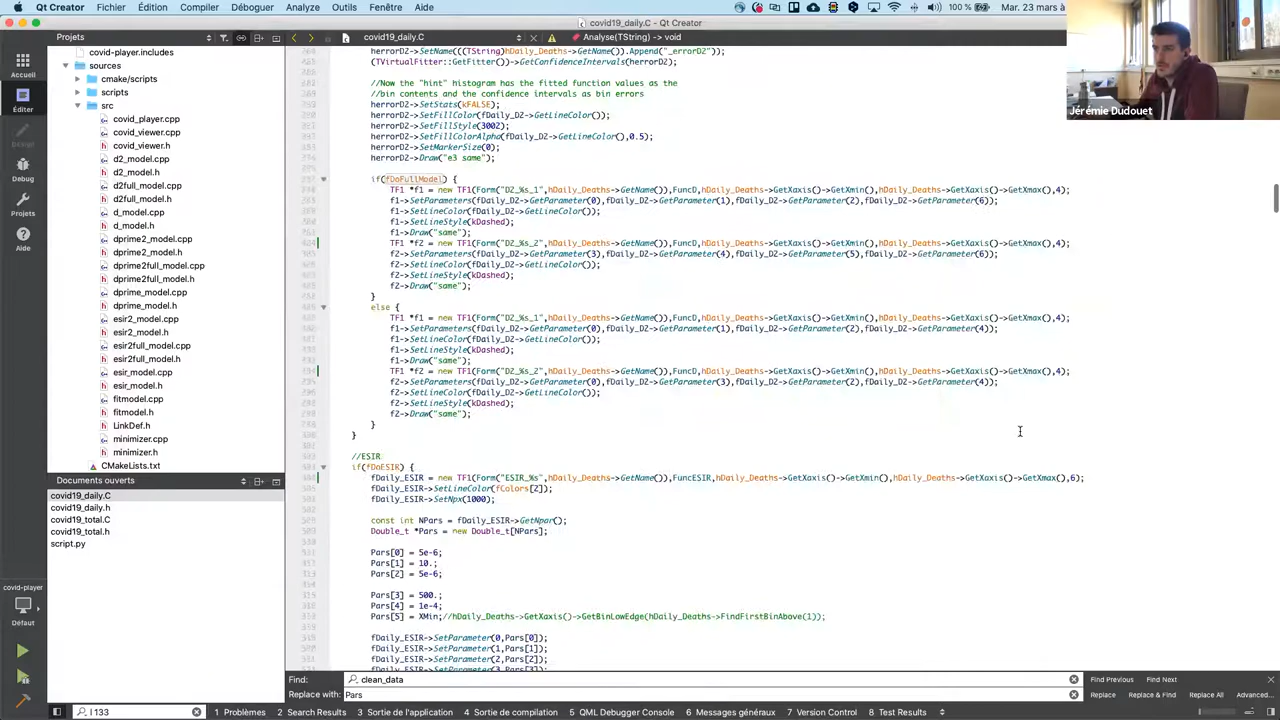 Qt Creator Fichier Édition Compiler Déboguer Analyse Outils Fenêtre Aide
100 % Mar. 23 mars à
covid19_daily.C - Qt Creator
Projets
covid19_daily.C
Analyse(TString) -> void
Accueil
Éditer
Design
Debug
Projets
Aide
covid-player
Défaut
covid-player.includes
sources
cmake/scripts
scripts
src
covid_player.cpp
covid_viewer.cpp
covid_viewer.h
d2_model.cpp
d2_model.h
d2full_model.cpp
d2full_model.h
d_model.cpp
d_model.h
dprime2_model.cpp
dprime2_model.h
dprime2full_model.cpp
dprime2full_model.h
dprime_model.cpp
dprime_model.h
esir2_model.cpp
esir2_model.h
esir2full_model.cpp
esir2full_model.h
esir_model.cpp
esir_model.h
fitmodel.cpp
fitmodel.h
LinkDef.h
minimizer.cpp
minimizer.h
CMakeLists.txt
Documents ouverts
covid19_daily.C
covid19_daily.h
covid19_total.C
covid19_total.h
script.py
herrorD2->SetName(((TString)hDaily_Deaths->GetName()).Append("_errorD2"));
(TVirtualFitter::GetFitter())->GetConfidenceIntervals(herrorD2);
//Now the "hint" histogram has the fitted function values as the
//bin contents and the confidence intervals as bin errors
herrorD2->SetStats(kFALSE);
herrorD2->SetFillColor(fDaily_D2->GetLineColor());
herrorD2->SetFillStyle(3002);
herrorD2->SetFillColorAlpha(fDaily_D2->GetLineColor(),0.5);
herrorD2->SetMarkerSize(0);
herrorD2->Draw("e3 same");
if(fDoFullModel) {
TF1 *f1 = new TF1(Form("D2_%s_1",hDaily_Deaths->GetName()),FuncD,hDaily_Deaths->GetXaxis()->GetXmin(),hDaily_Deaths->GetXaxis()->GetXmax(),4);
f1->SetParameters(fDaily_D2->GetParameter(0),fDaily_D2->GetParameter(1),fDaily_D2->GetParameter(2),fDaily_D2->GetParameter(6));
f1->SetLineColor(fDaily_D2->GetLineColor());
f1->SetLineStyle(kDashed);
f1->Draw("same");
TF1 *f2 = new TF1(Form("D2_%s_2",hDaily_Deaths->GetName()),FuncD,hDaily_Deaths->GetXaxis()->GetXmin(),hDaily_Deaths->GetXaxis()->GetXmax(),4);
f2->SetParameters(fDaily_D2->GetParameter(3),fDaily_D2->GetParameter(4),fDaily_D2->GetParameter(5),fDaily_D2->GetParameter(6));
f2->SetLineColor(fDaily_D2->GetLineColor());
f2->SetLineStyle(kDashed);
f2->Draw("same");
}
else {
TF1 *f1 = new TF1(Form("D2_%s_1",hDaily_Deaths->GetName()),FuncD,hDaily_Deaths->GetXaxis()->GetXmin(),hDaily_Deaths->GetXaxis()->GetXmax(),4);
f1->SetParameters(fDaily_D2->GetParameter(0),fDaily_D2->GetParameter(1),fDaily_D2->GetParameter(2),fDaily_D2->GetParameter(4));
f1->SetLineColor(fDaily_D2->GetLineColor());
f1->SetLineStyle(kDashed);
f1->Draw("same");
TF1 *f2 = new TF1(Form("D2_%s_2",hDaily_Deaths->GetName()),FuncD,hDaily_Deaths->GetXaxis()->GetXmin(),hDaily_Deaths->GetXaxis()->GetXmax(),4);
f2->SetParameters(fDaily_D2->GetParameter(0),fDaily_D2->GetParameter(3),fDaily_D2->GetParameter(2),fDaily_D2->GetParameter(4));
f2->SetLineColor(fDaily_D2->GetLineColor());
f2->SetLineStyle(kDashed);
f2->Draw("same");
}
}
//ESIR
if(fDoESIR) {
fDaily_ESIR = new TF1(Form("ESIR_%s",hDaily_Deaths->GetName()),FuncESIR,hDaily_Deaths->GetXaxis()->GetXmin(),hDaily_Deaths->GetXaxis()->GetXmax(),6);
fDaily_ESIR->SetLineColor(fColors[2]);
fDaily_ESIR->SetNpx(1000);
const int NPars = fDaily_ESIR->GetNpar();
Double_t *Pars = new Double_t[NPars];
Pars[0] = 5e-6;
Pars[1] = 10.;
Pars[2] = 5e-6;
Pars[3] = 500.;
Pars[4] = 1e-4;
Pars[5] = XMin;//hDaily_Deaths->GetXaxis()->GetBinLowEdge(hDaily_Deaths->FindFirstBinAbove(1));
fDaily_ESIR->SetParameter(0,Pars[0]);
fDaily_ESIR->SetParameter(1,Pars[1]);
fDaily_ESIR->SetParameter(2,Pars[2]);
Jérémie Dudouet
Find: clean_data Find Previous Find Next
Replace with: Pars Replace Replace & Find Replace All Advanced...
l 133 1 Problèmes 2 Search Results 3 Sortie de l'application 4 Sortie de compilation 5 QML Debugger Console 6 Messages généraux 7 Version Control 8 Test Results